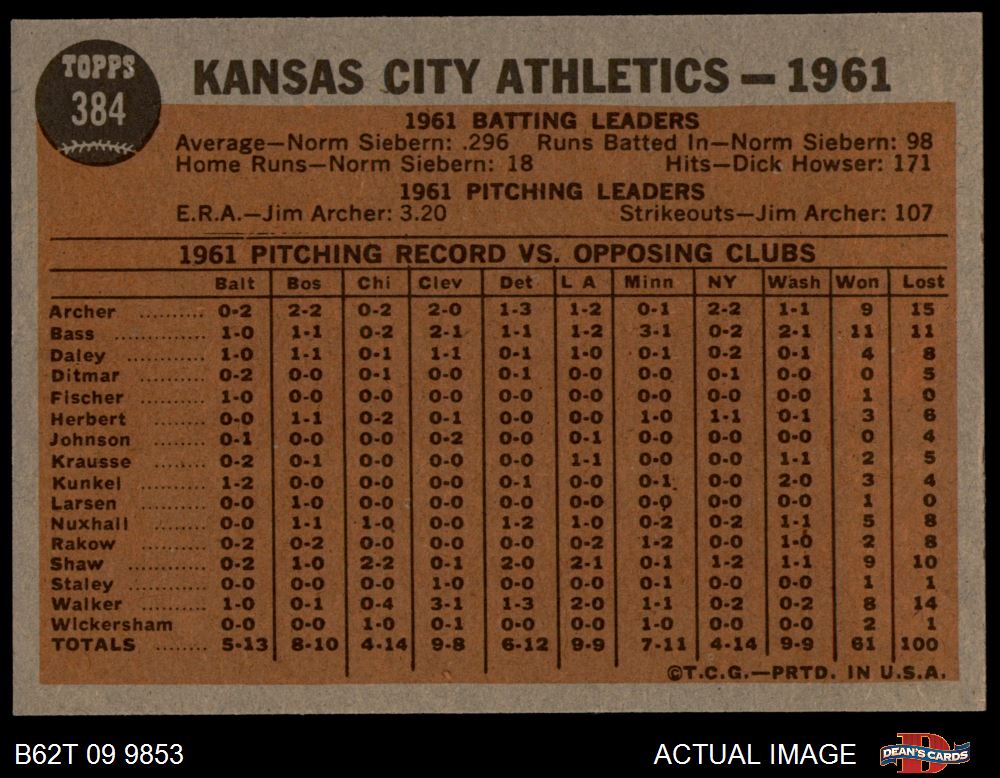 TOPPS
384
KANSAS CITY ATHLETICS — 1961
1961 BATTING LEADERS
Average—Norm Siebern: .296 Runs Batted In—Norm Siebern: 98
Home Runs—Norm Siebern: 18 Hits—Dick Howser: 171
1961 PITCHING LEADERS
E.R.A.—Jim Archer: 3.20 Strikeouts—Jim Archer: 107
1961 PITCHING RECORD VS. OPPOSING CLUBS
Balt Bos Chi Clev Det L A Minn NY Wash Won Lost
Archer .......... 0-2 2-2 0-2 2-0 1-3 1-2 0-1 2-2 1-1 9 15
Bass .............. 1-0 1-1 0-2 2-1 1-1 1-2 3-1 0-2 2-1 11 11
Daley ............ 1-0 1-1 0-1 1-1 0-1 1-0 0-1 0-2 0-1 4 8
Ditmar .......... 0-2 0-0 0-1 0-0 0-1 0-0 0-0 0-1 0-0 0 5
Fischer .......... 1-0 0-0 0-0 0-0 0-0 0-0 0-0 0-0 0-0 1 0
Herbert ........ 0-0 1-1 0-2 0-1 0-0 0-0 1-0 1-1 0-1 3 6
Johnson ........ 0-1 0-0 0-0 0-2 0-0 0-1 0-0 0-0 0-0 0 4
Krausse ........ 0-2 0-1 0-0 0-0 0-0 1-1 0-0 0-0 1-1 2 5
Kunkel .......... 1-2 0-0 0-0 0-0 0-1 0-0 0-1 0-0 2-0 3 4
Larsen .......... 0-0 1-0 0-0 0-0 0-0 0-0 0-0 0-0 0-0 1 0
Nuxhall ........ 0-0 1-1 1-0 0-0 1-2 1-0 0-2 0-2 1-1 5 8
Rakow .......... 0-2 0-2 0-0 0-0 0-0 0-2 1-2 0-0 1-0 2 8
Shaw ............ 0-2 1-0 2-2 0-1 2-0 2-1 0-1 1-2 1-1 9 10
Staley .......... 0-0 0-0 0-0 1-0 0-0 0-0 0-1 0-0 0-0 1 1
Walker .......... 1-0 0-1 0-4 3-1 1-3 2-0 1-1 0-2 0-2 8 14
Wickersham 0-0 0-0 1-0 0-1 0-0 0-0 1-0 0-0 0-0 2 1
TOTALS ........ 5-13 8-10 4-14 9-8 6-12 9-9 7-11 4-14 9-9 61 100
©T.C.G.—PRTD. IN U.S.A.
B62T 09 9853 ACTUAL IMAGE DEAN'S CARDS